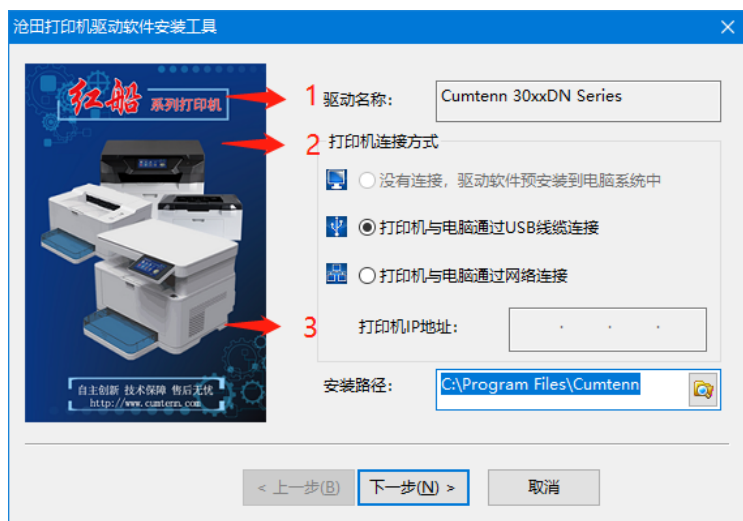 沧田打印机驱动软件安装工具
红船 系列打印机
1 驱动名称： Cumtenn 30xxDN Series
2 打印机连接方式
没有连接，驱动软件预安装到电脑系统中
打印机与电脑通过USB线缆连接
打印机与电脑通过网络连接
3 打印机IP地址： . . .
自主创新 技术保障 售后无忧
http://www.cumtenn.com
安装路径： C:\Program Files\Cumtenn
< 上一步(B) 下一步(N) > 取消